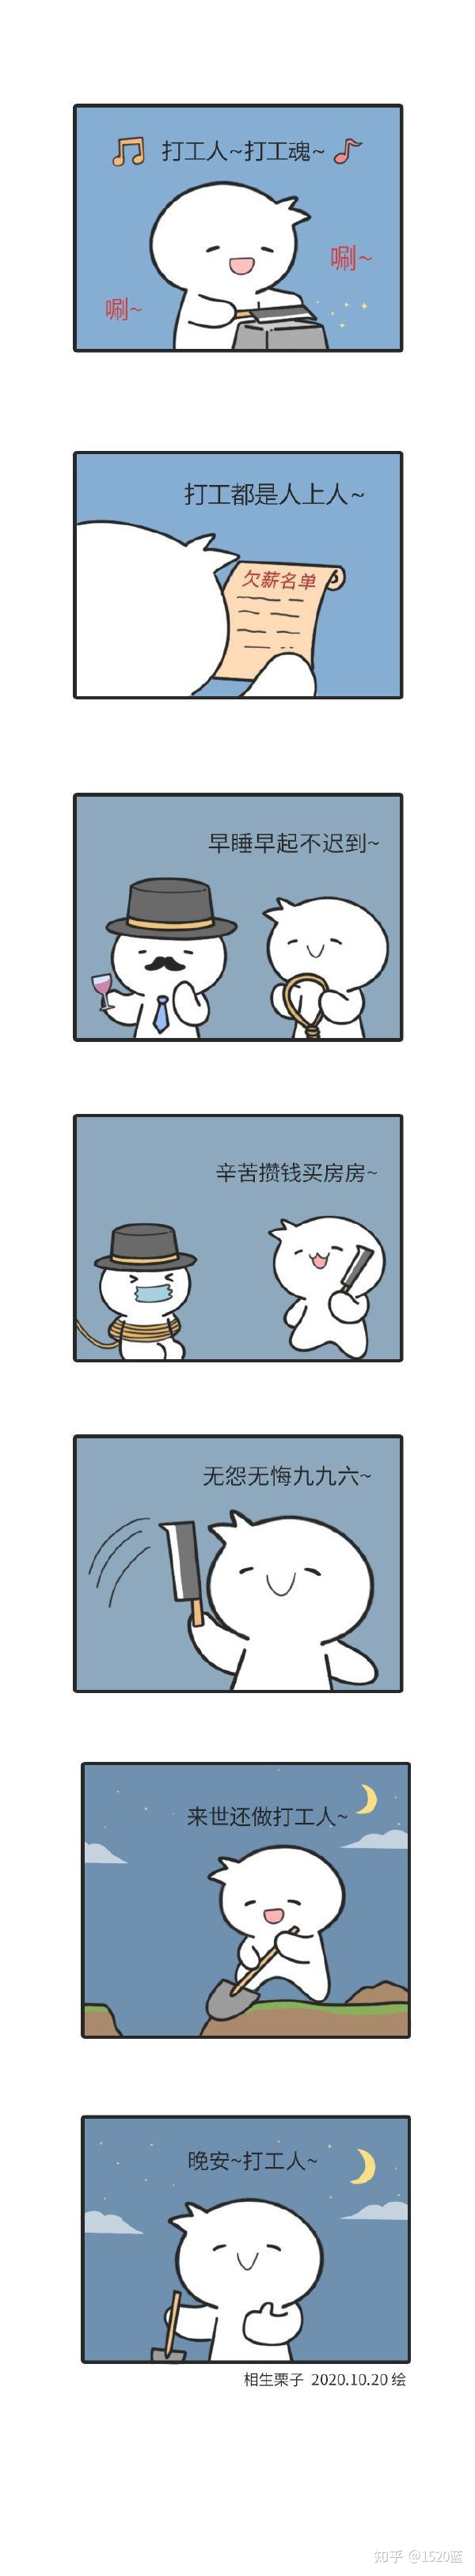 打工人~打工魂~
唰~
唰~
打工都是人上人~
欠薪名单
早睡早起不迟到~
辛苦攒钱买房房~
无怨无悔九九六~
来世还做打工人~
晚安~打工人~
相生栗子 2020.10.20 绘
知乎 @1520蓝